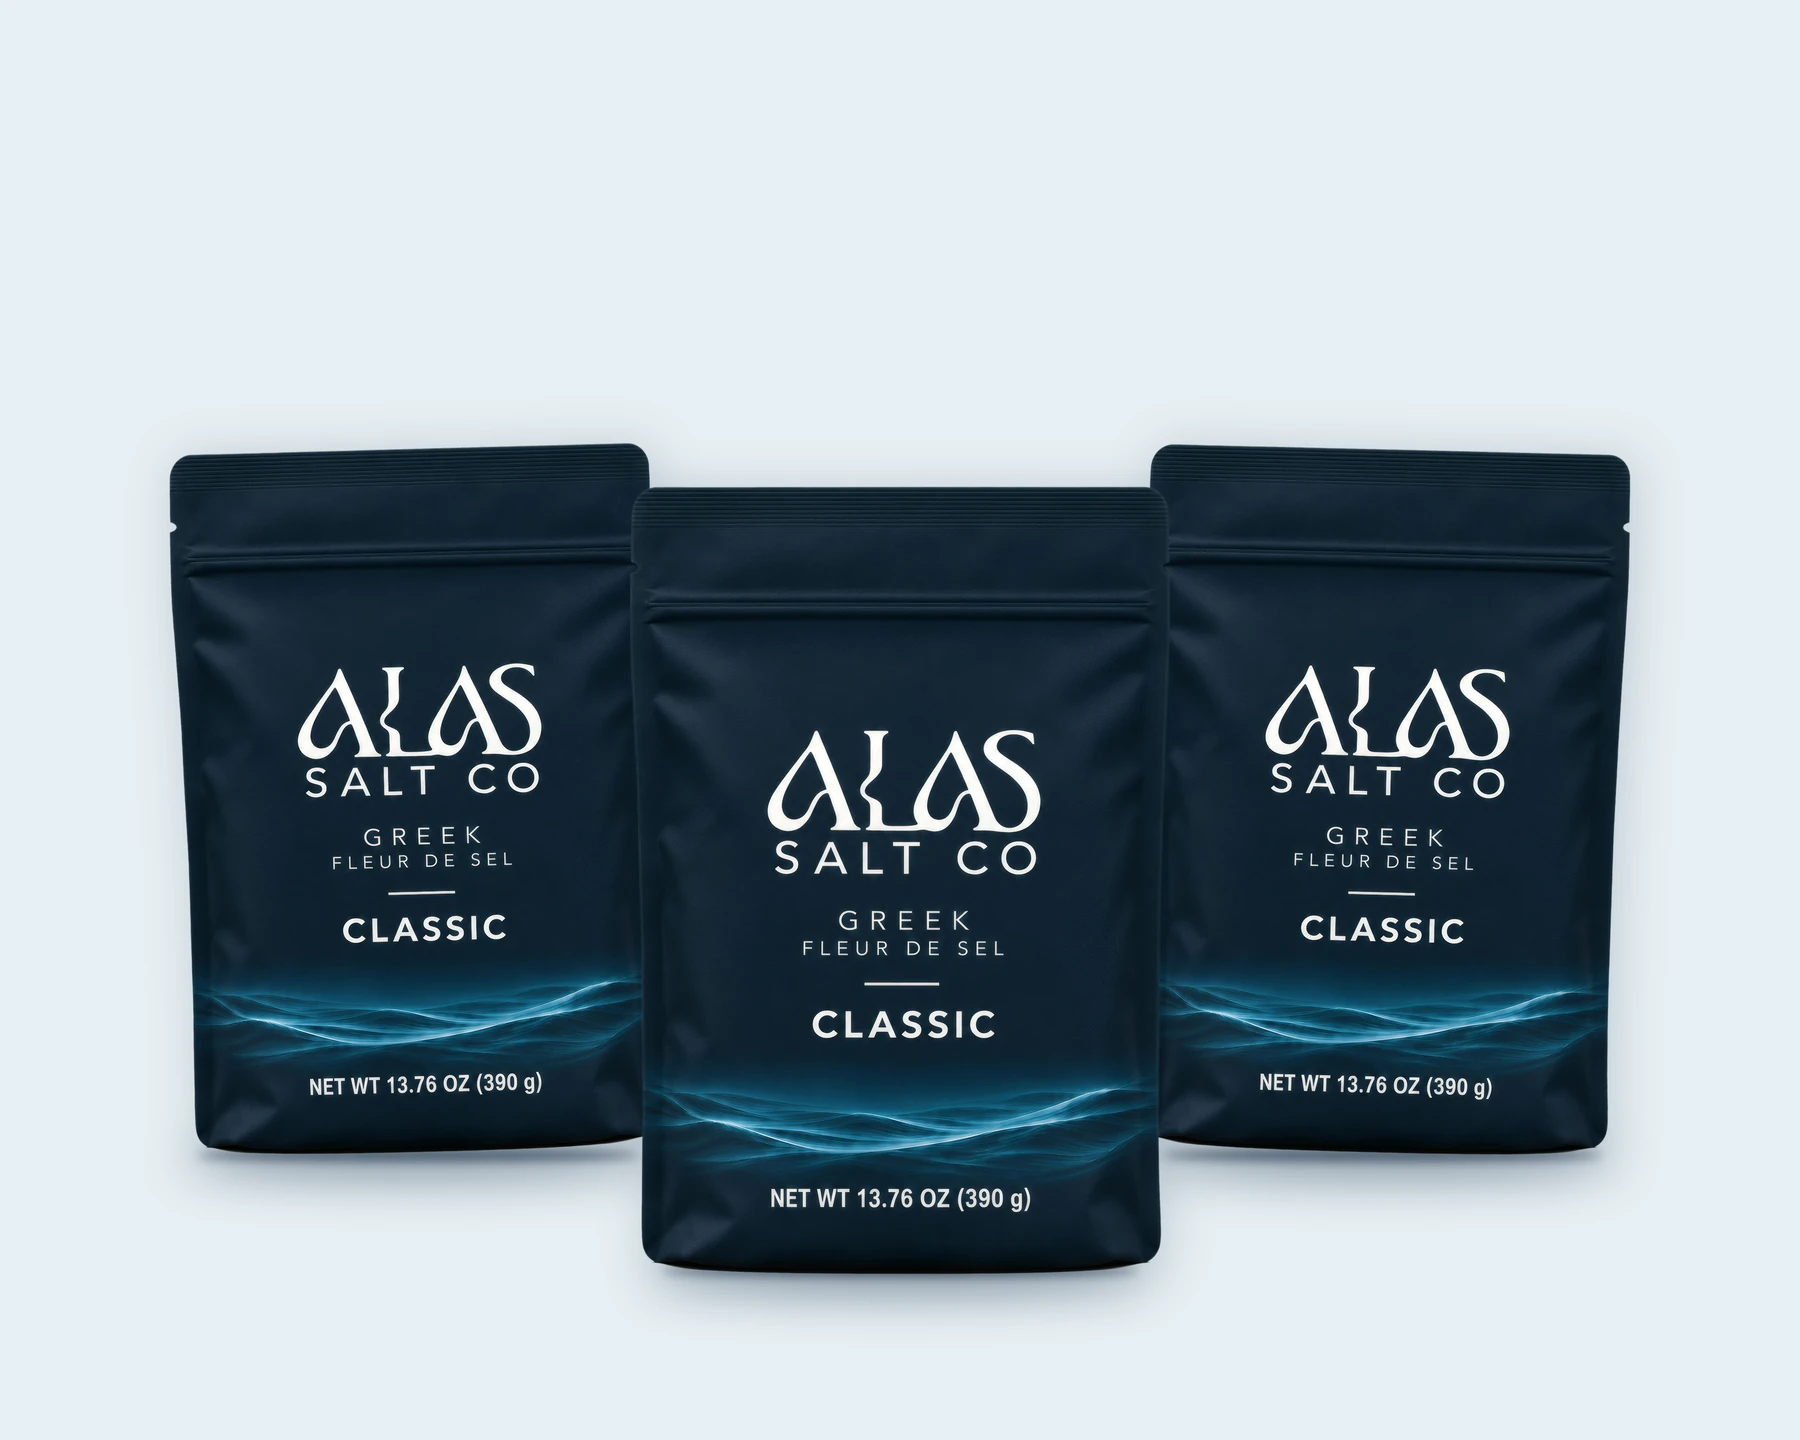 ALAS
SALT CO
GREEK
FLEUR DE SEL
CLASSIC
NET WT 13.76 OZ (390 g)
ALAS
SALT CO
GREEK
FLEUR DE SEL
CLASSIC
NET WT 13.76 OZ (390 g)
ALAS
SALT CO
GREEK
FLEUR DE SEL
CLASSIC
NET WT 13.76 OZ (390 g)